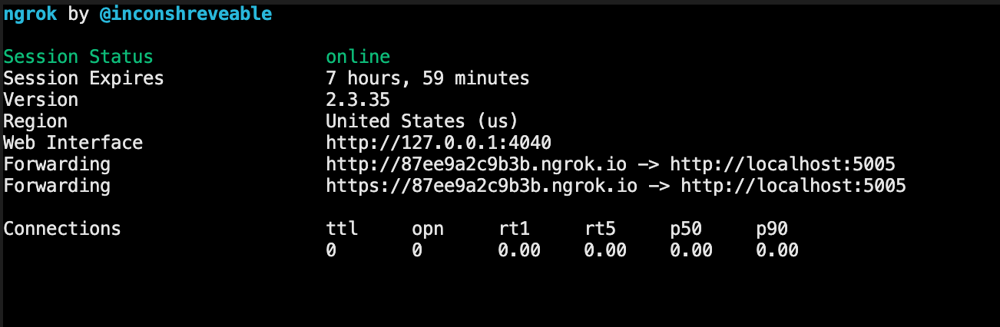 ngrok by @inconshreveable
Session Status online
Session Expires 7 hours, 59 minutes
Version 2.3.35
Region United States (us)
Web Interface http://127.0.0.1:4040
Forwarding http://87ee9a2c9b3b.ngrok.io -> http://localhost:5005
Forwarding https://87ee9a2c9b3b.ngrok.io -> http://localhost:5005
Connections ttl opn rt1 rt5 p50 p90
0 0 0.00 0.00 0.00 0.00